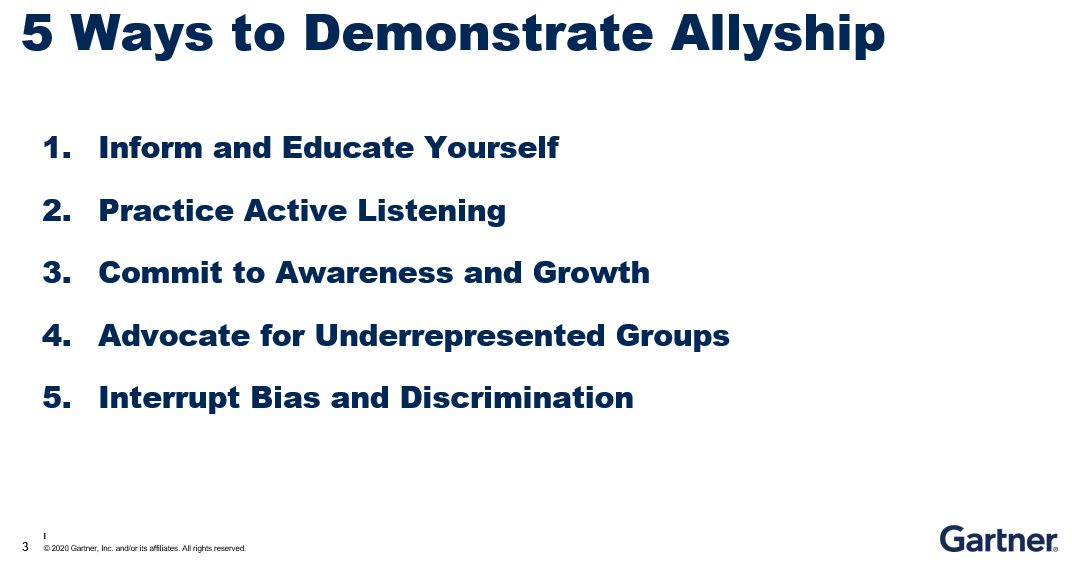 5 Ways to Demonstrate Allyship
1. Inform and Educate Yourself
2. Practice Active Listening
3. Commit to Awareness and Growth
4. Advocate for Underrepresented Groups
5. Interrupt Bias and Discrimination
I
3 © 2020 Gartner, Inc. and/or its affiliates. All rights reserved.
Gartner®